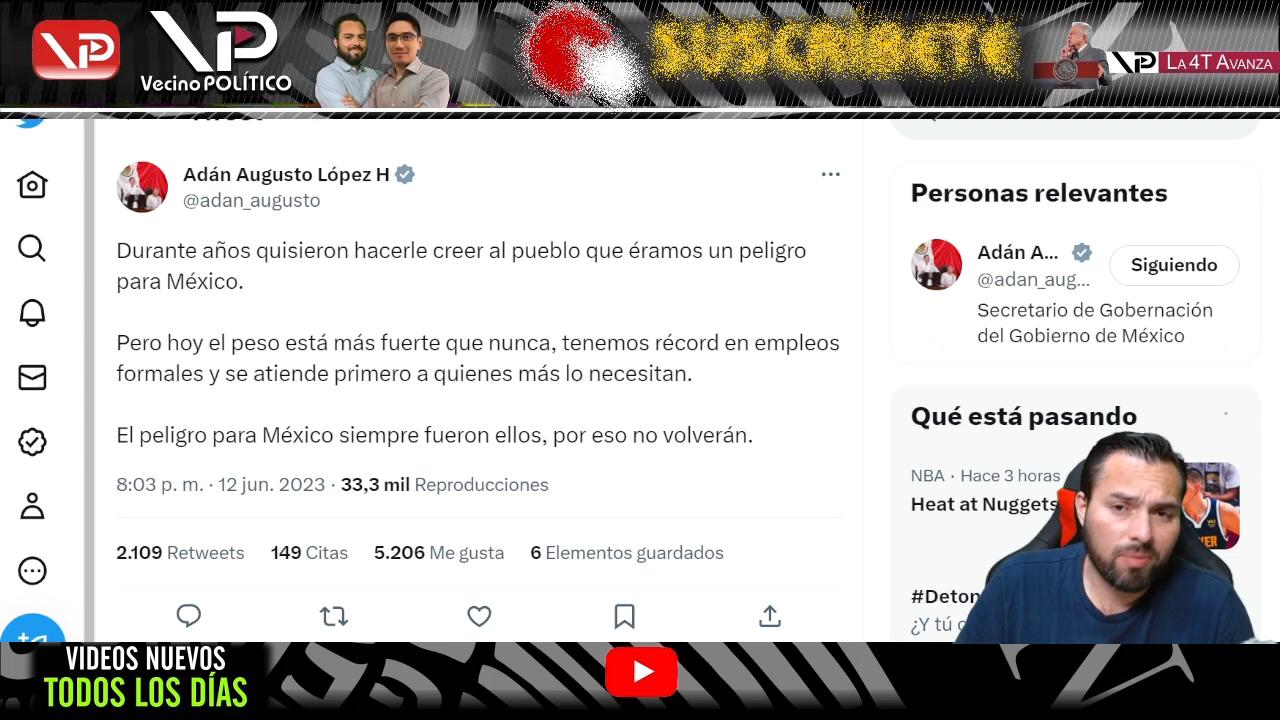 VP
VP
Vecino POLÍTICO
SUSCRÍBETE
VP LA 4T AVANZA
Adán Augusto López H
@adan_augusto
Durante años quisieron hacerle creer al pueblo que éramos un peligro
para México.
Pero hoy el peso está más fuerte que nunca, tenemos récord en empleos
formales y se atiende primero a quienes más lo necesitan.
El peligro para México siempre fueron ellos, por eso no volverán.
8:03 p. m. · 12 jun. 2023 · 33,3 mil Reproducciones
2.109 Retweets 149 Citas 5.206 Me gusta 6 Elementos guardados
Personas relevantes
Adán A...
@adan_aug...
Siguiendo
Secretario de Gobernación
del Gobierno de México
Qué está pasando
NBA · Hace 3 horas
Heat at Nuggets
#Deton
¿Y tú
VIDEOS NUEVOS
TODOS LOS DÍAS